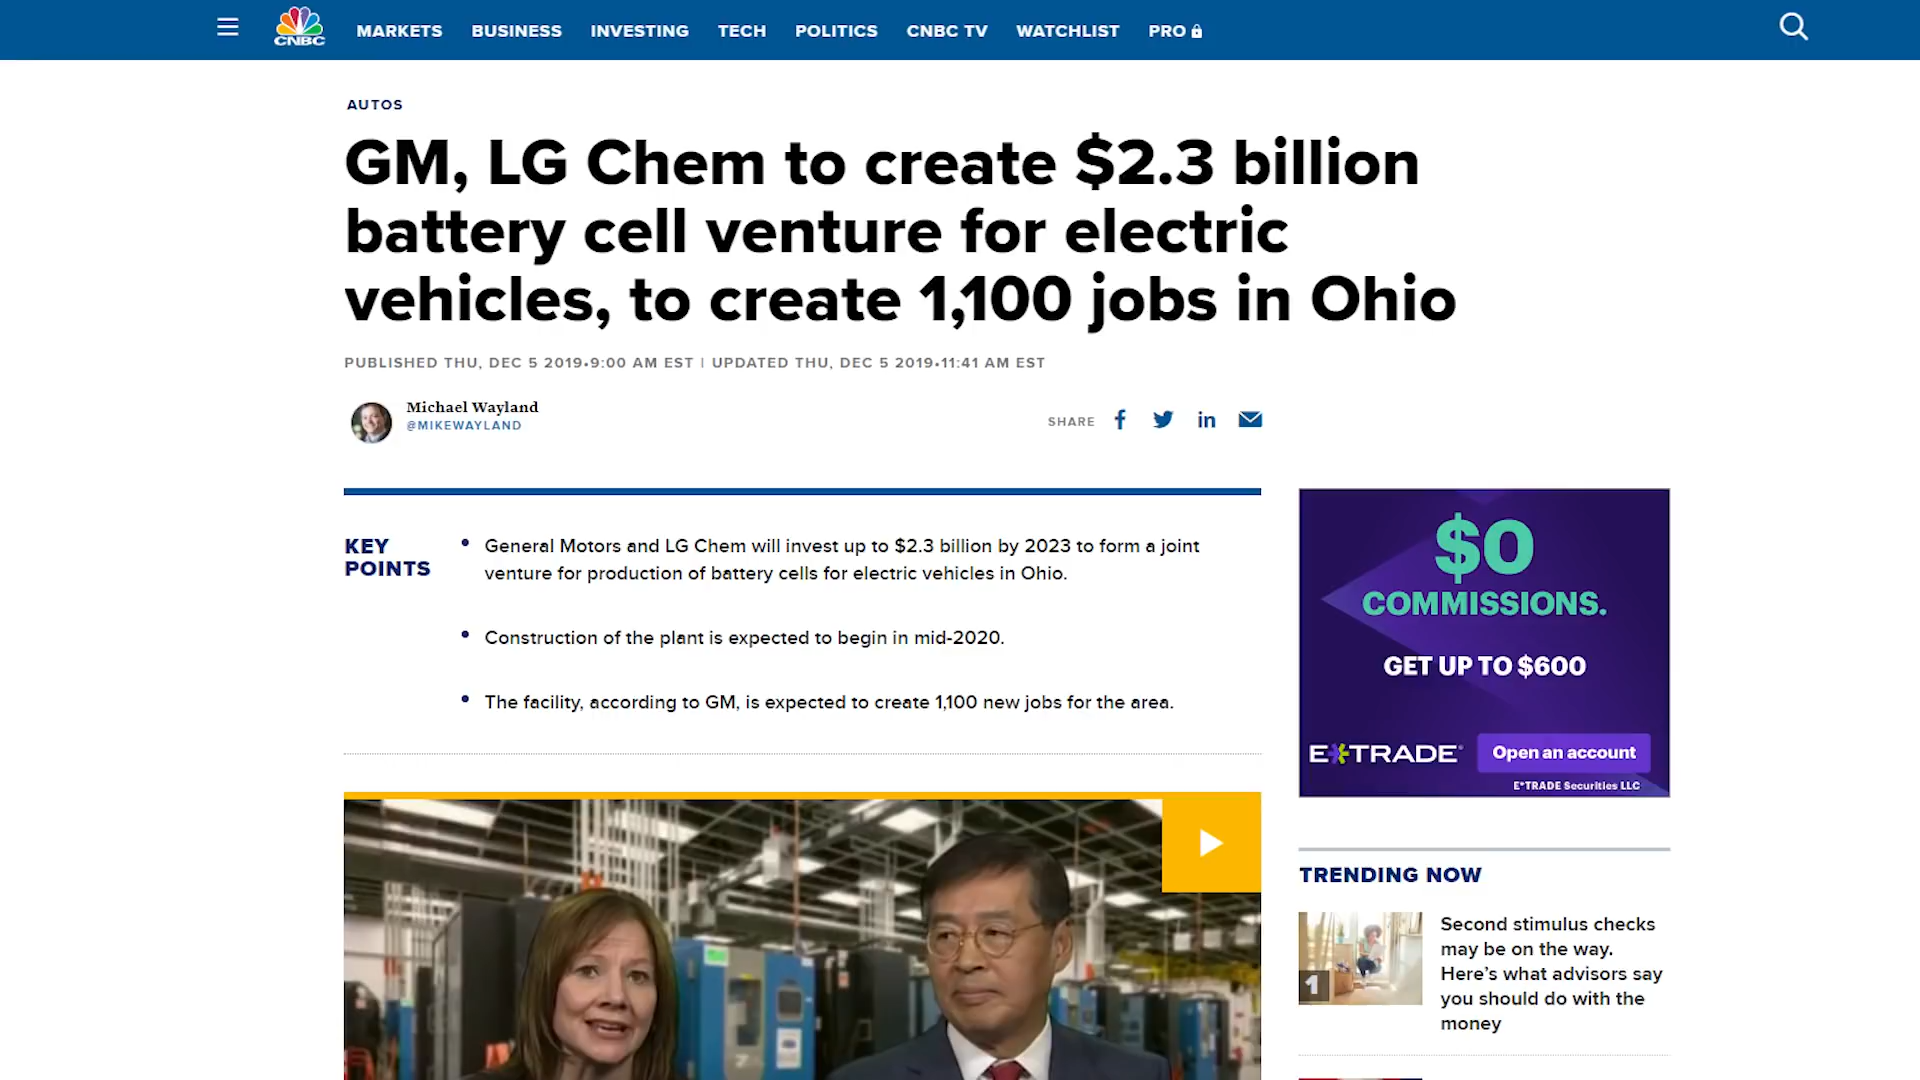 CNBC
MARKETS BUSINESS INVESTING TECH POLITICS CNBC TV WATCHLIST PRO
AUTOS
GM, LG Chem to create $2.3 billion
battery cell venture for electric
vehicles, to create 1,100 jobs in Ohio
PUBLISHED THU, DEC 5 2019•9:00 AM EST | UPDATED THU, DEC 5 2019•11:41 AM EST
Michael Wayland
@MIKEWAYLAND
SHARE
KEY
POINTS
• General Motors and LG Chem will invest up to $2.3 billion by 2023 to form a joint
venture for production of battery cells for electric vehicles in Ohio.
• Construction of the plant is expected to begin in mid-2020.
• The facility, according to GM, is expected to create 1,100 new jobs for the area.
$0
COMMISSIONS.
GET UP TO $600
E*TRADE
Open an account
E*TRADE Securities LLC
TRENDING NOW
1
Second stimulus checks
may be on the way.
Here's what advisors say
you should do with the
money